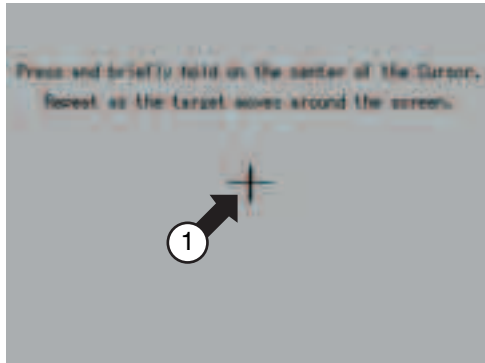 Press and briefly hold on the center of the Cursor.
Repeat as the target moves around the screen.
1